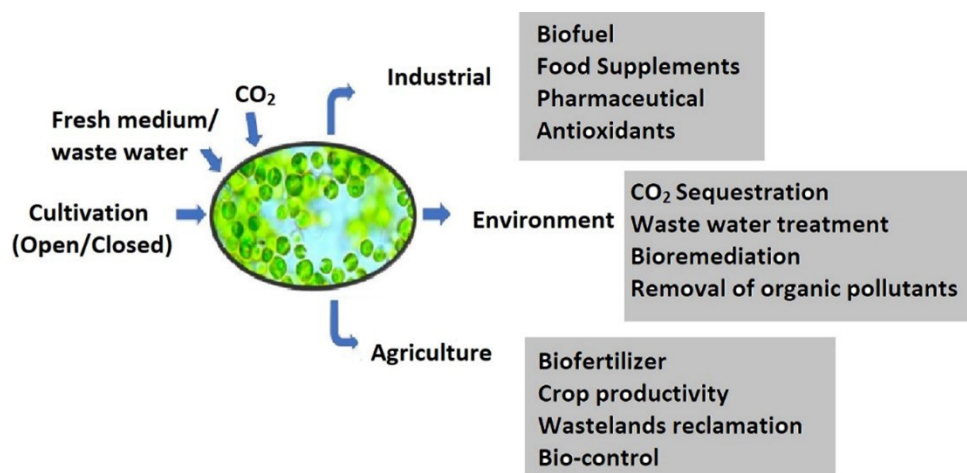 CO₂
Fresh medium/
waste water
Cultivation
(Open/Closed)
Industrial
Biofuel
Food Supplements
Pharmaceutical
Antioxidants
Environment
CO₂ Sequestration
Waste water treatment
Bioremediation
Removal of organic pollutants
Agriculture
Biofertilizer
Crop productivity
Wastelands reclamation
Bio-control